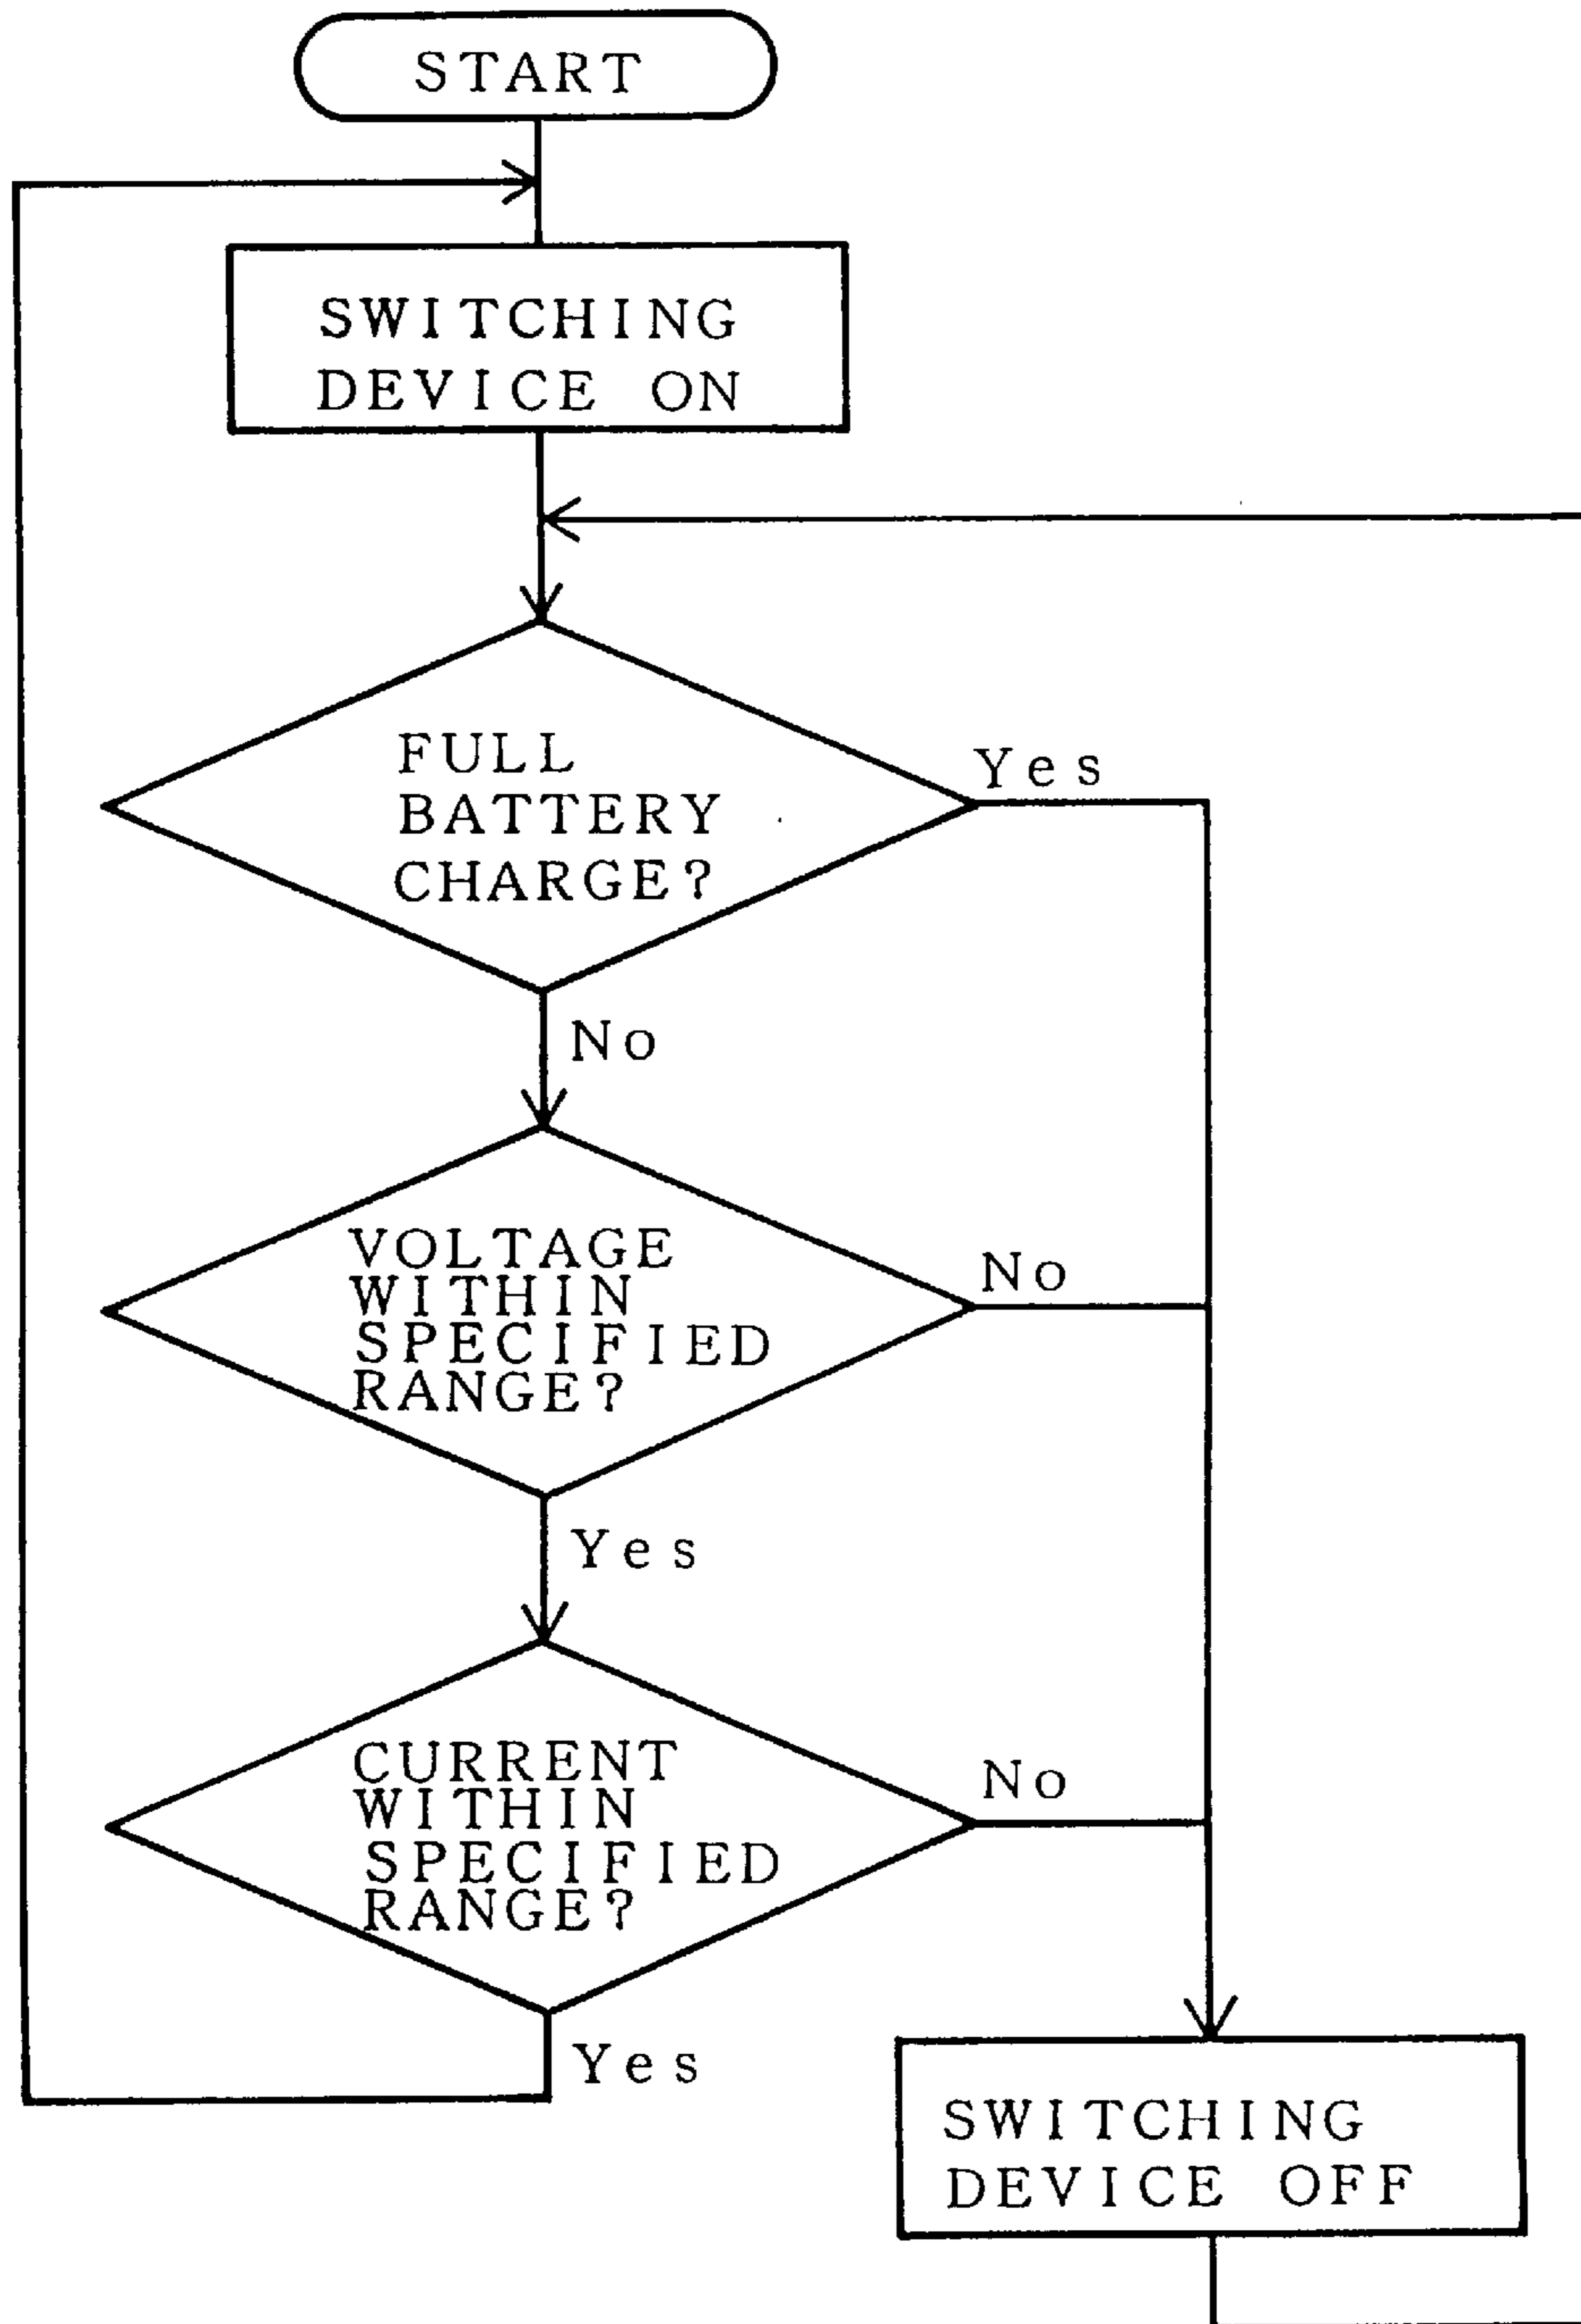 START
SWITCHING
DEVICE ON
FULL
BATTERY
CHARGE?
Yes
No
VOLTAGE
WITHIN
SPECIFIED
RANGE?
No
Yes
CURRENT
WITHIN
SPECIFIED
RANGE?
No
Yes
SWITCHING
DEVICE OFF